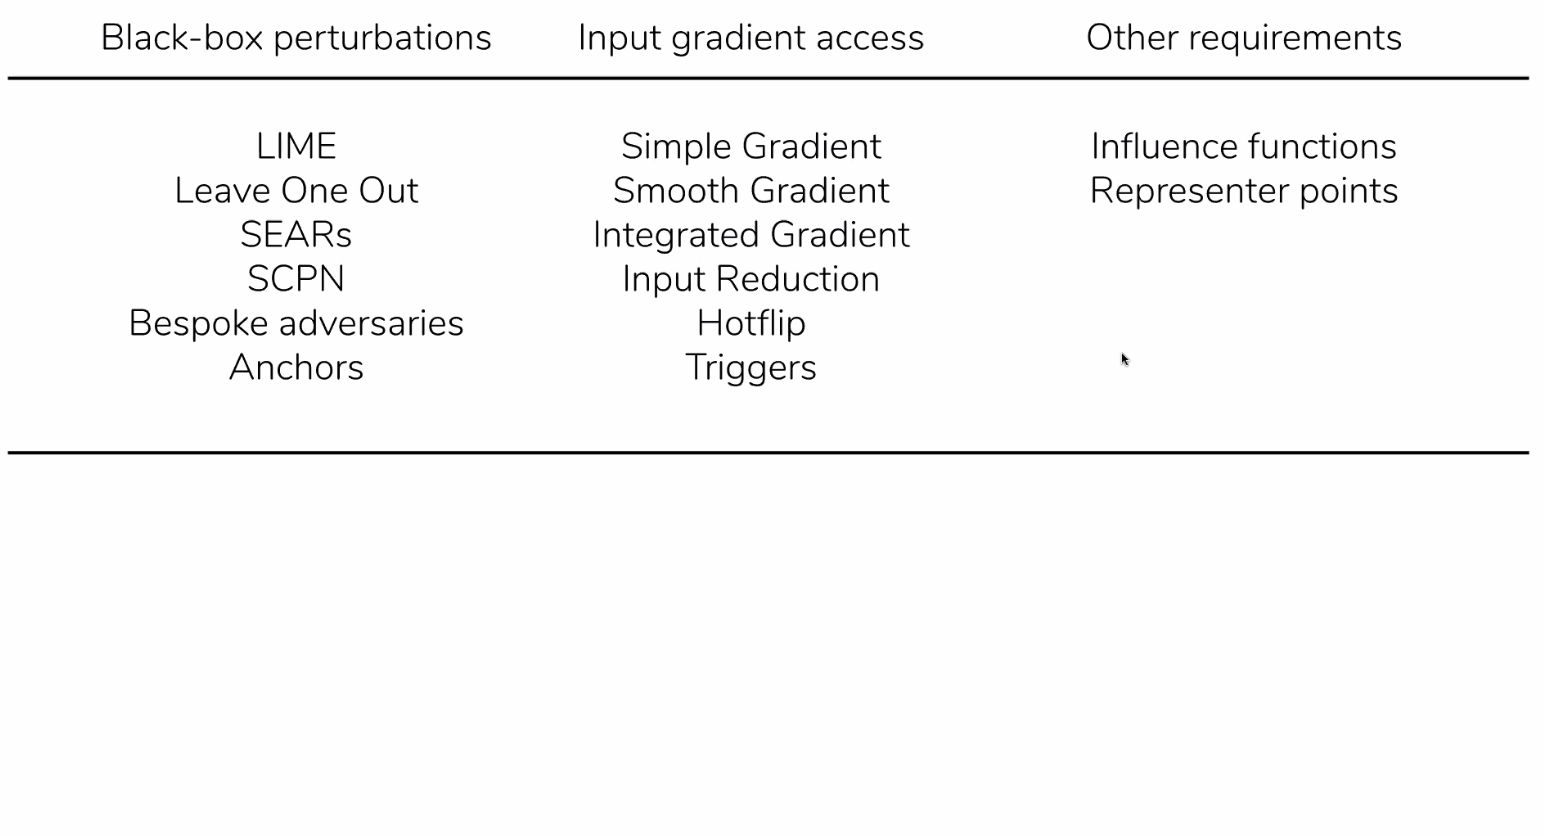 Black-box perturbations Input gradient access Other requirements
LIME Simple Gradient Influence functions
Leave One Out Smooth Gradient Representer points
SEARs Integrated Gradient
SCPN Input Reduction
Bespoke adversaries Hotflip
Anchors Triggers